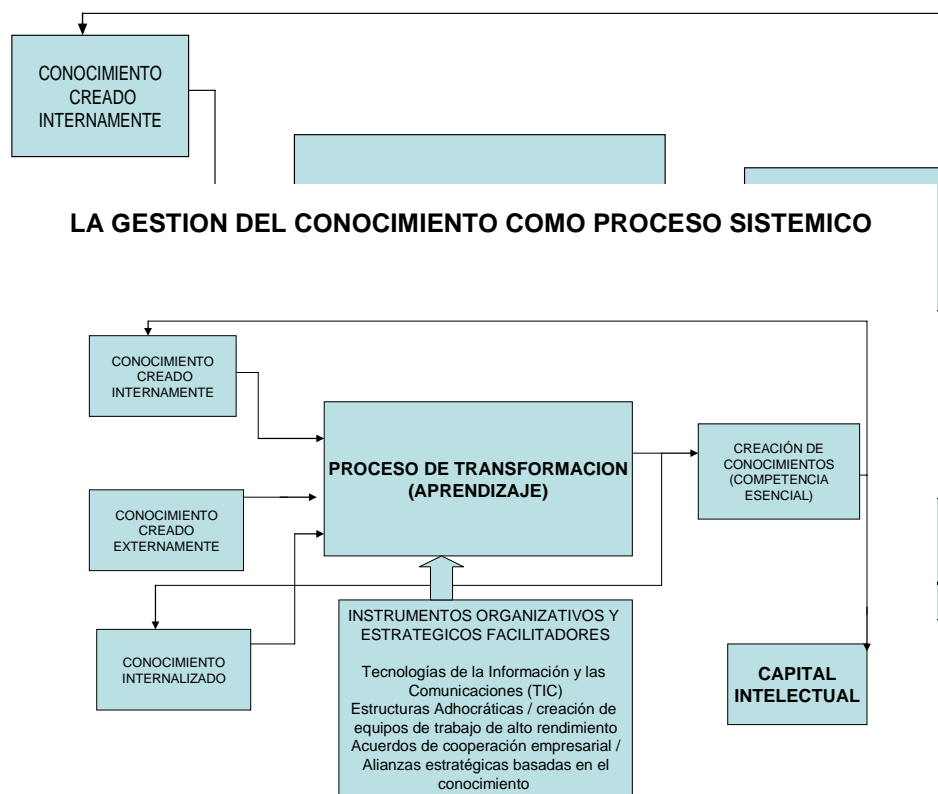 CONOCIMIENTO
CREADO
INTERNAMENTE
LA GESTION DEL CONOCIMIENTO COMO PROCESO SISTEMICO
CONOCIMIENTO
CREADO
INTERNAMENTE
PROCESO DE TRANSFORMACION
(APRENDIZAJE)
CREACIÓN DE
CONOCIMIENTOS
(COMPETENCIA
ESENCIAL)
CONOCIMIENTO
CREADO
EXTERNAMENTE
CONOCIMIENTO
INTERNALIZADO
INSTRUMENTOS ORGANIZATIVOS Y
ESTRATEGICOS FACILITADORES
Tecnologías de la Información y las
Comunicaciones (TIC)
Estructuras Adhocráticas / creación de
equipos de trabajo de alto rendimiento
Acuerdos de cooperación empresarial /
Alianzas estratégicas basadas en el
conocimiento
CAPITAL
INTELECTUAL